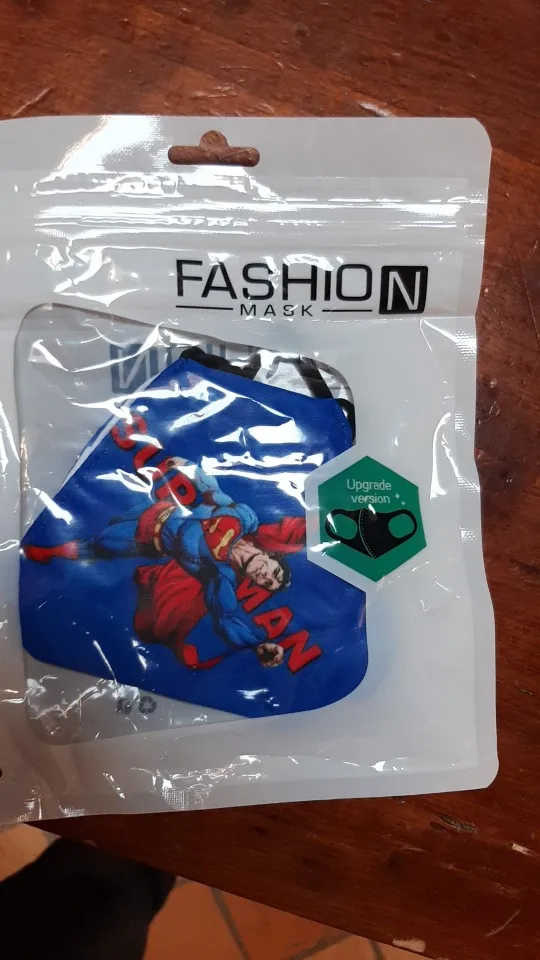 FASHION
MASK
Upgrade
version
SUPERMAN